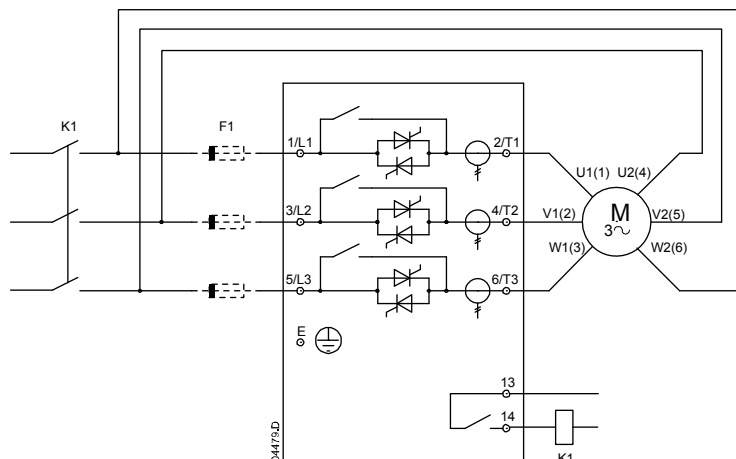 K1
F1
1/L1
2/T1
U1(1) U2(4)
3/L2
4/T2
V1(2)
M
3
V2(5)
W1(3)
W2(6)
5/L3
6/T3
E
13
14
K1